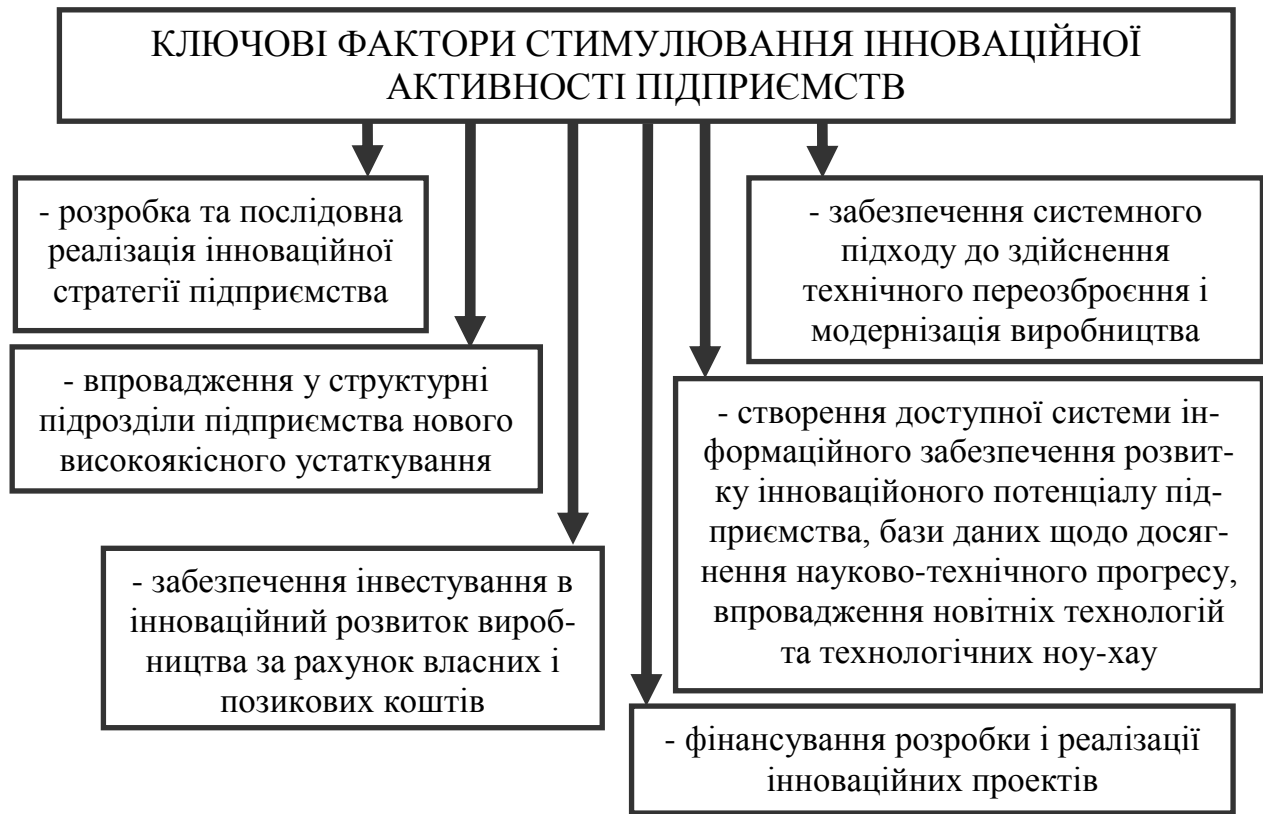 КЛЮЧОВІ ФАКТОРИ СТИМУЛЮВАННЯ ІННОВАЦІЙНОЇ
АКТИВНОСТІ ПІДПРИЄМСТВ
- розробка та послідовна
реалізація інноваційної
стратегії підприємства
- впровадження у структурні
підрозділи підприємства нового
високоякісного устаткування
- забезпечення інвестування в
інноваційний розвиток вироб-
ництва за рахунок власних і
позикових коштів
- забезпечення системного
підходу до здійснення
технічного переозброєння і
модернізація виробництва
- створення доступної системи ін-
формаційного забезпечення розвит-
ку інноваційоного потенціалу під-
приємства, бази даних щодо досяг-
нення науково-технічного прогресу,
впровадження новітніх технологій
та технологічних ноу-хау
- фінансування розробки і реалізації
інноваційних проектів